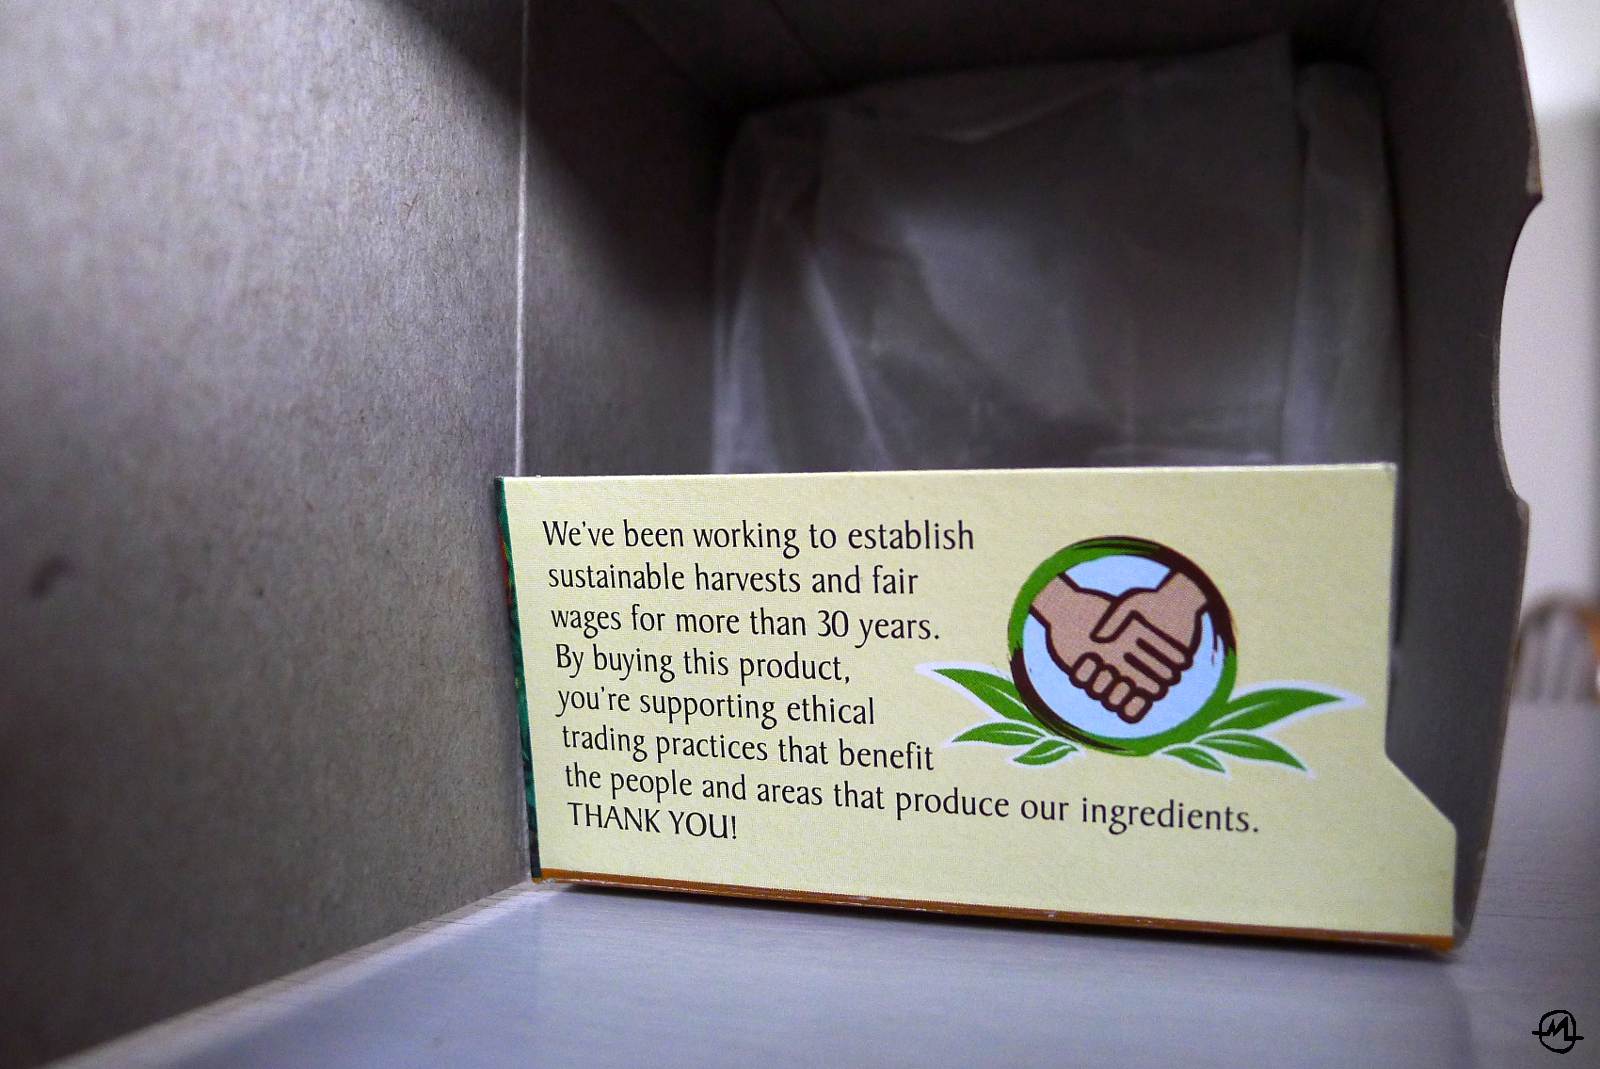 We've been working to establish
sustainable harvests and fair
wages for more than 30 years.
By buying this product,
you're supporting ethical
trading practices that benefit
the people and areas that produce our ingredients.
THANK YOU!